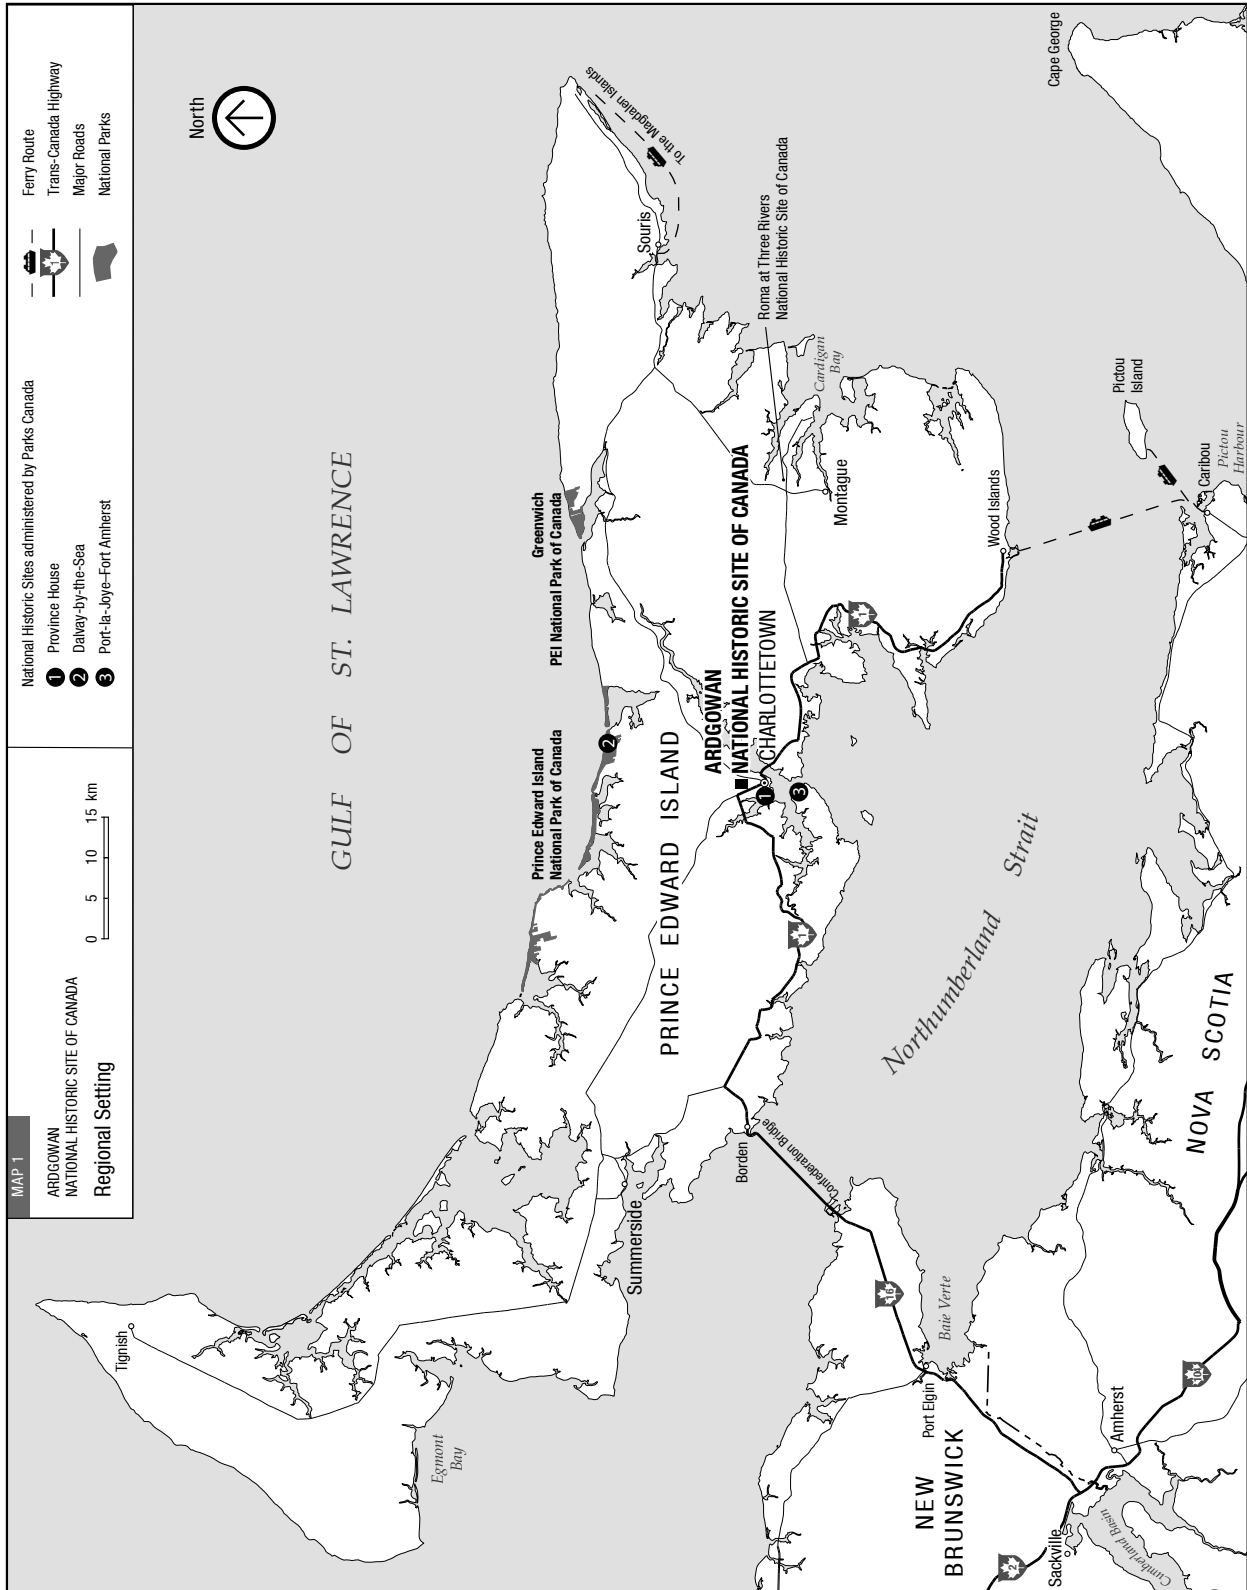 MAP 1
ARDGOWAN
NATIONAL HISTORIC SITE OF CANADA
Regional Setting
0 5 10 15 km
National Historic Sites administered by Parks Canada
1 Province House
2 Dalvay-by-the-Sea
3 Port-la-Joye–Fort Amherst
Ferry Route
1
Trans-Canada Highway
Major Roads
National Parks
North
GULF OF ST. LAWRENCE
Tignish
Egmont
Bay
Summerside
Prince Edward Island
National Park of Canada
2
Greenwich
PEI National Park of Canada
Souris
To the Magdalen Islands
PRINCE EDWARD ISLAND
ARDGOWAN
NATIONAL HISTORIC SITE OF CANADA
CHARLOTTETOWN
1
3
1
1
Roma at Three Rivers
National Historic Site of Canada
Cardigan
Bay
Montague
Wood Islands
Borden
Confederation Bridge
Northumberland Strait
16
Baie Verte
Port Elgin
NEW
BRUNSWICK
2
Sackville
Cumberland Basin
Amherst
104
NOVA SCOTIA
Pictou
Island
Caribou
Pictou
Harbour
Cape George